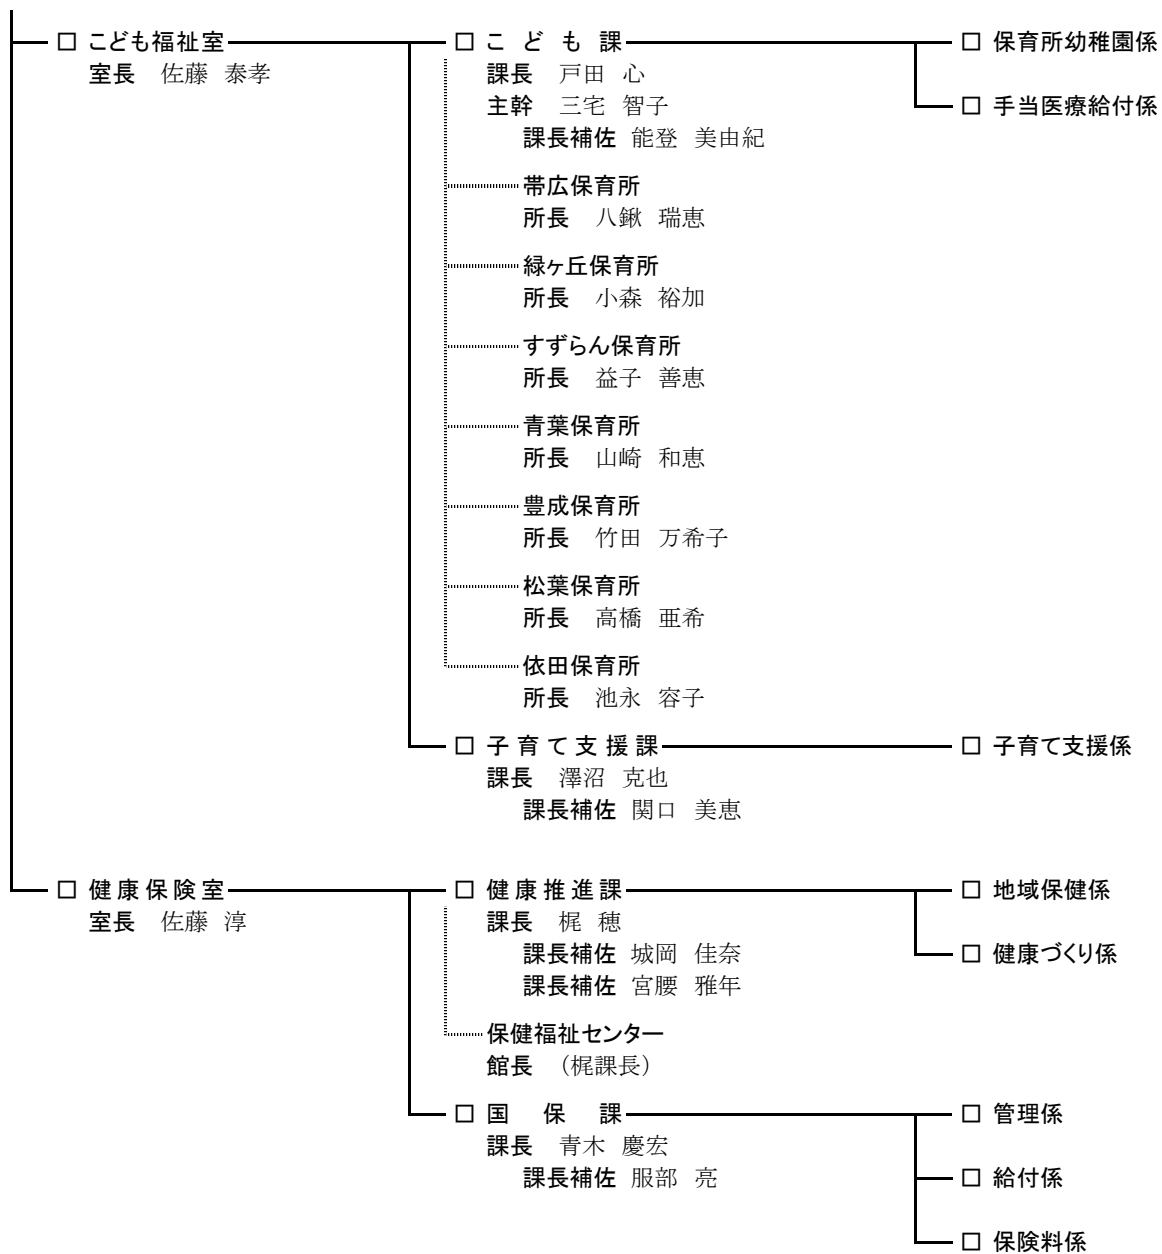 □ こども福祉室 □ こ ど も 課 □ 保育所幼稚園係
室長 佐藤 泰孝 課長 戸田 心
主幹 三宅 智子 □ 手当医療給付係
課長補佐 能登 美由紀
帯広保育所
所長 八鍬 瑞恵
緑ヶ丘保育所
所長 小森 裕加
すずらん保育所
所長 益子 善恵
青葉保育所
所長 山崎 和恵
豊成保育所
所長 竹田 万希子
松葉保育所
所長 高橋 亜希
依田保育所
所長 池永 容子
□ 子 育 て 支 援 課 □ 子育て支援係
課長 澤沼 克也
課長補佐 関口 美恵
□ 健 康 保 険 室 □ 健 康 推 進 課 □ 地域保健係
室長 佐藤 淳 課長 梶 穂
課長補佐 城岡 佳奈 □ 健康づくり係
課長補佐 宮腰 雅年
保健福祉センター
館長 （梶課長）
□ 国 保 課 □ 管理係
課長 青木 慶宏
課長補佐 服部 亮 □ 給付係
□ 保険料係